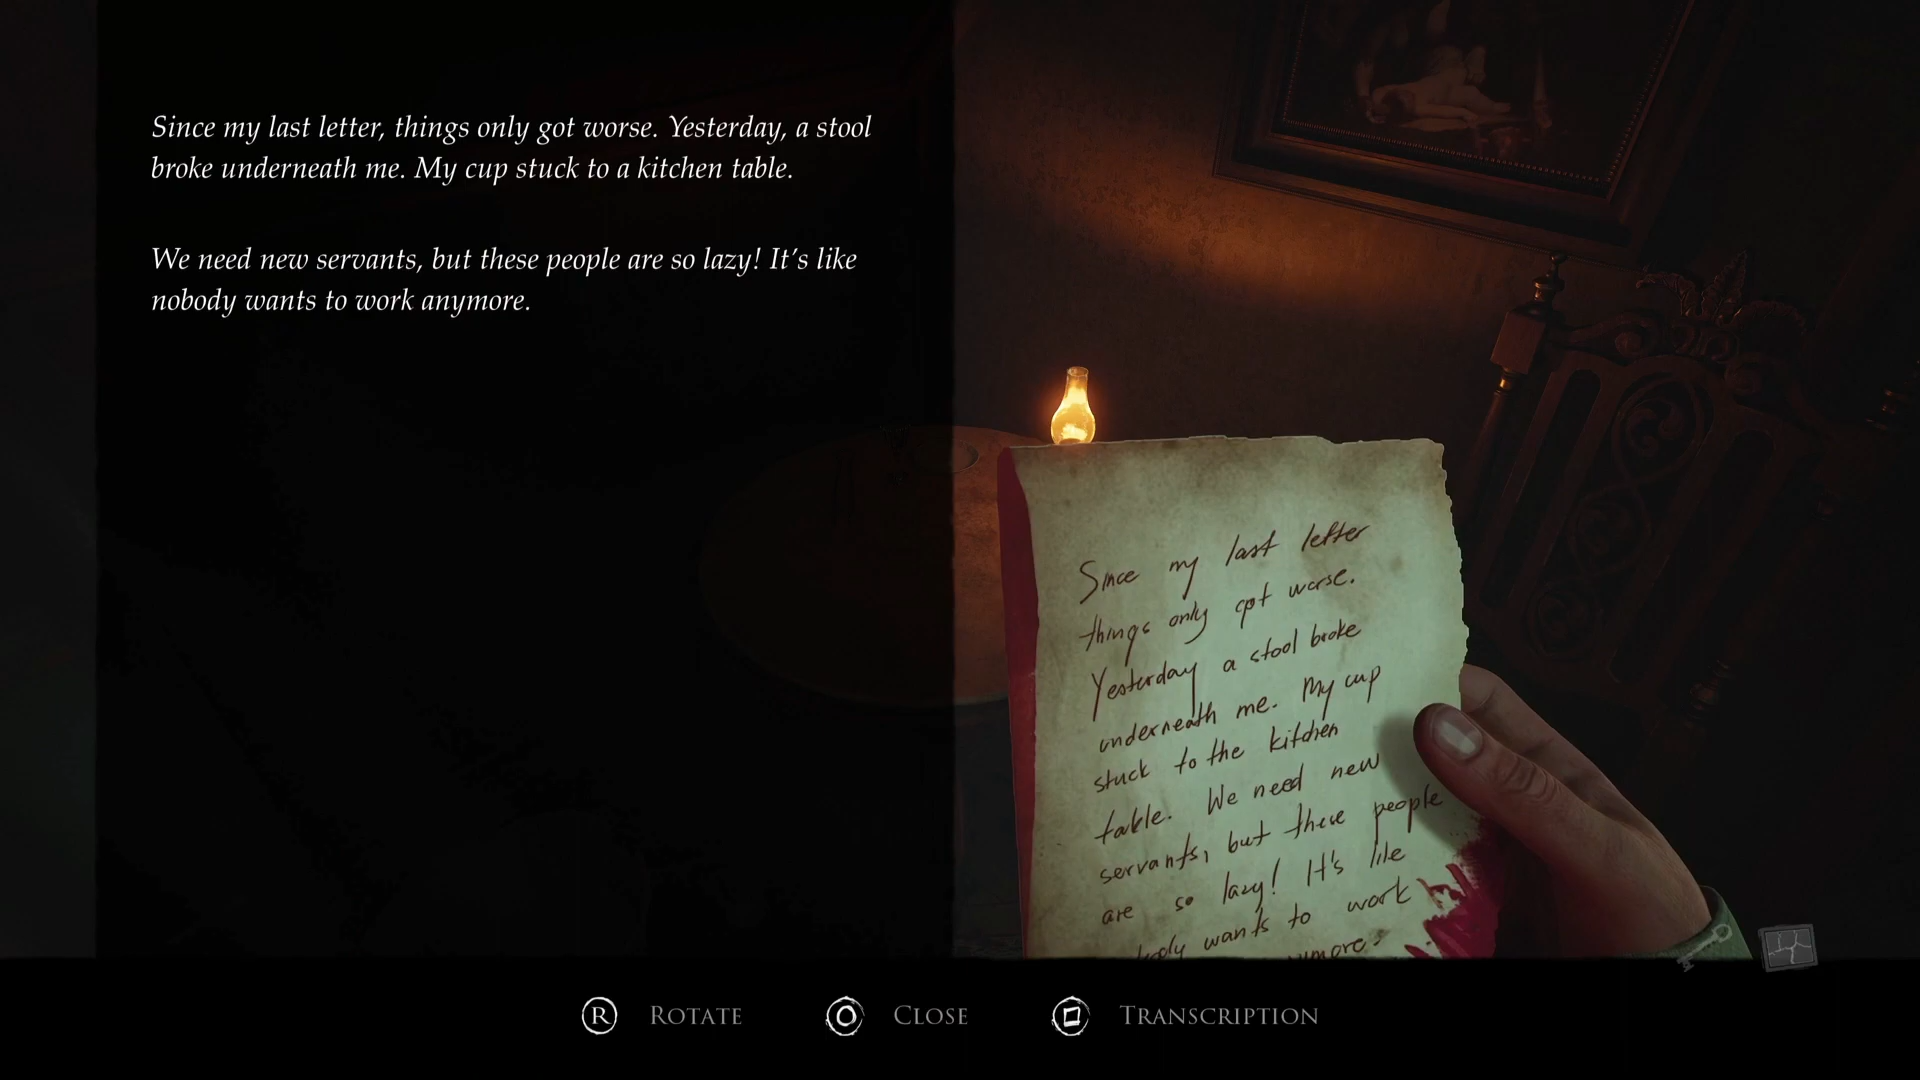 Since my last letter, things only got worse. Yesterday, a stool
broke underneath me. My cup stuck to a kitchen table.
We need new servants, but these people are so lazy! It’s like
nobody wants to work anymore.
Since my last letter
things only got worse.
Yesterday a stool broke
underneath me. My cup
stuck to the kitchen
table. We need new
servants, but these people
are so lazy! It's like
wants to work
R ROTATE CLOSE TRANSCRIPTION